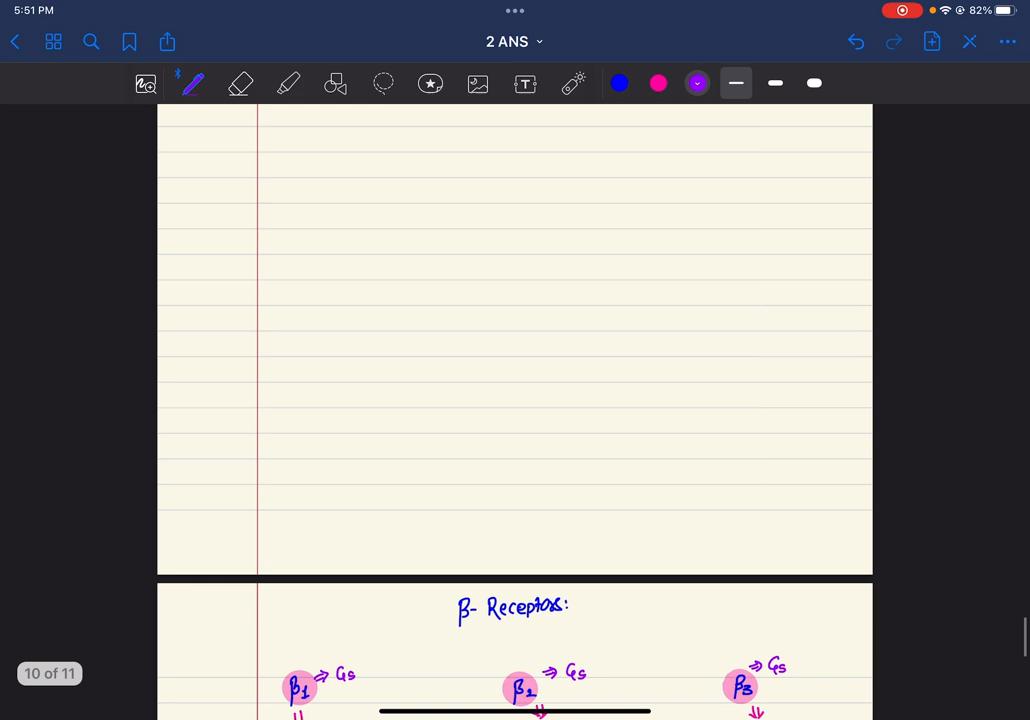 5:51 PM
82%
2 ANS
T
10 of 11
β- Receptors:
β1 ⇒ Gs
β2 ⇒ Gs
β3 ⇒ Gs